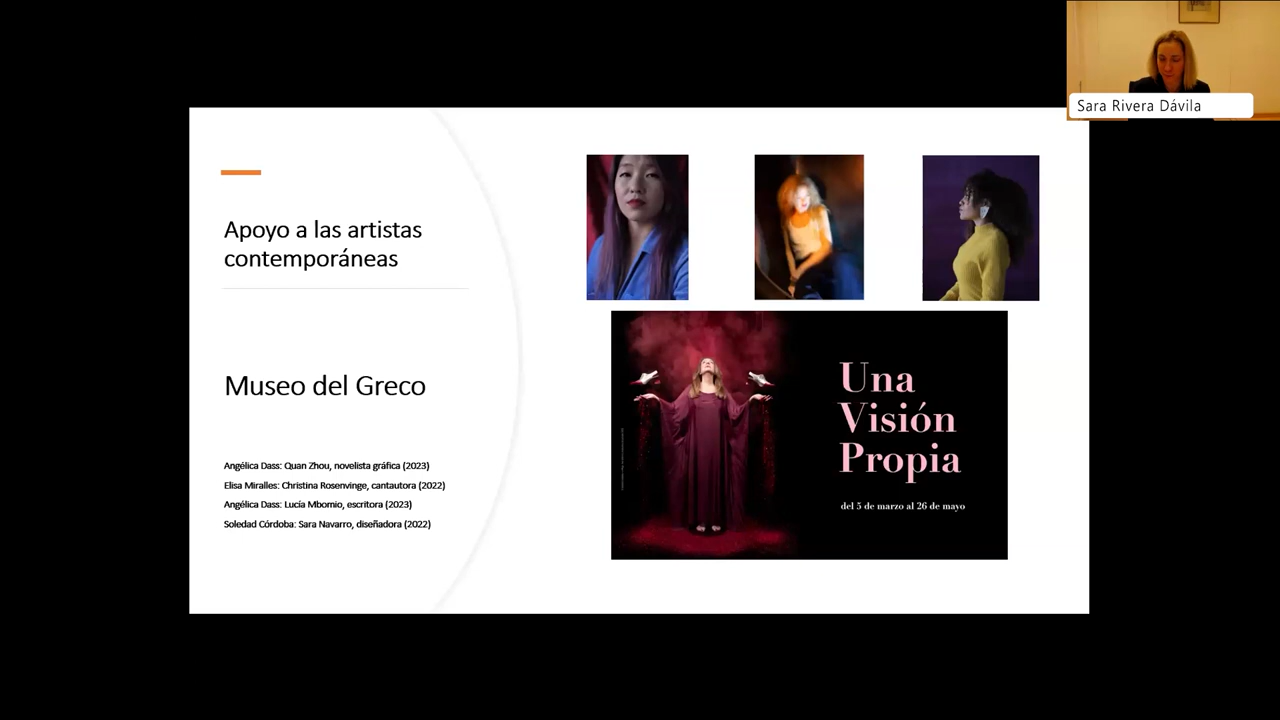 Sara Rivera Dávila
Apoyo a las artistas
contemporáneas
Museo del Greco
Angélica Dass: Quan Zhou, novelista gráfica (2023)
Elisa Miralles: Christina Rosenvinge, cantautora (2022)
Angélica Dass: Lucía Mbomio, escritora (2023)
Soledad Córdoba: Sara Navarro, diseñadora (2022)
Una
Visión
Propia
del 5 de marzo al 26 de mayo